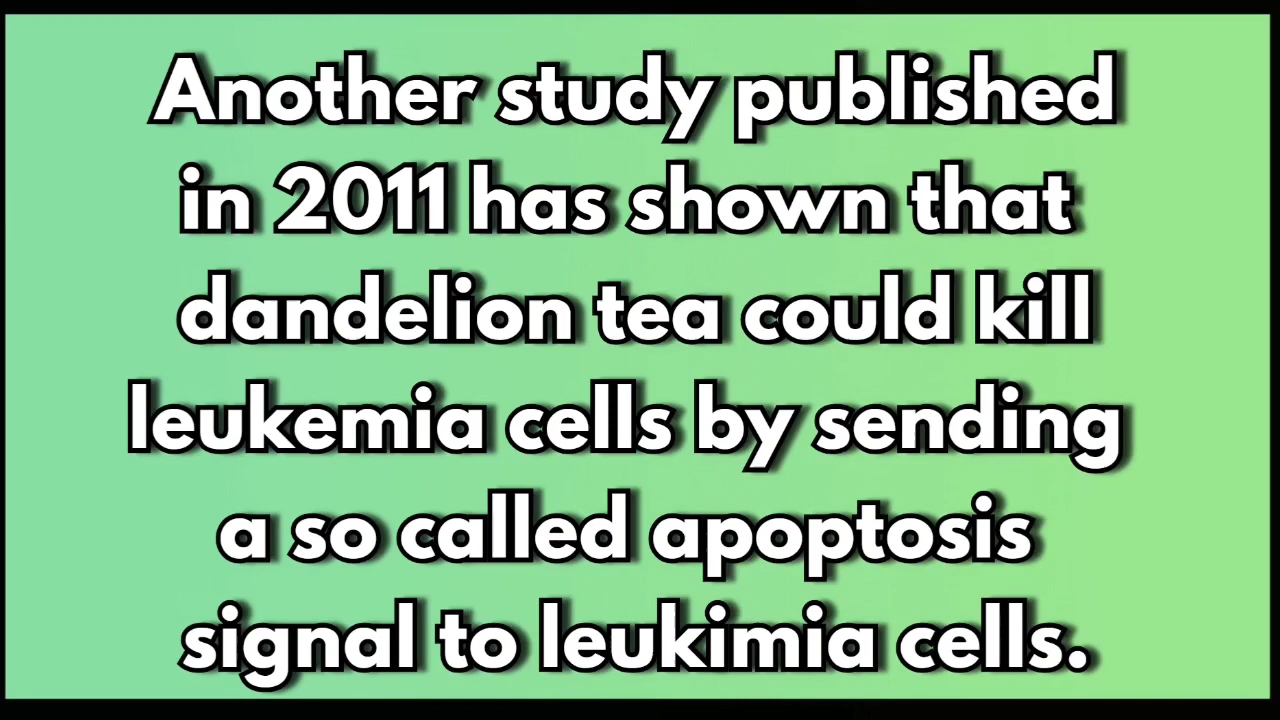 Another study published
in 2011 has shown that
dandelion tea could kill
leukemia cells by sending
a so called apoptosis
signal to leukimia cells.